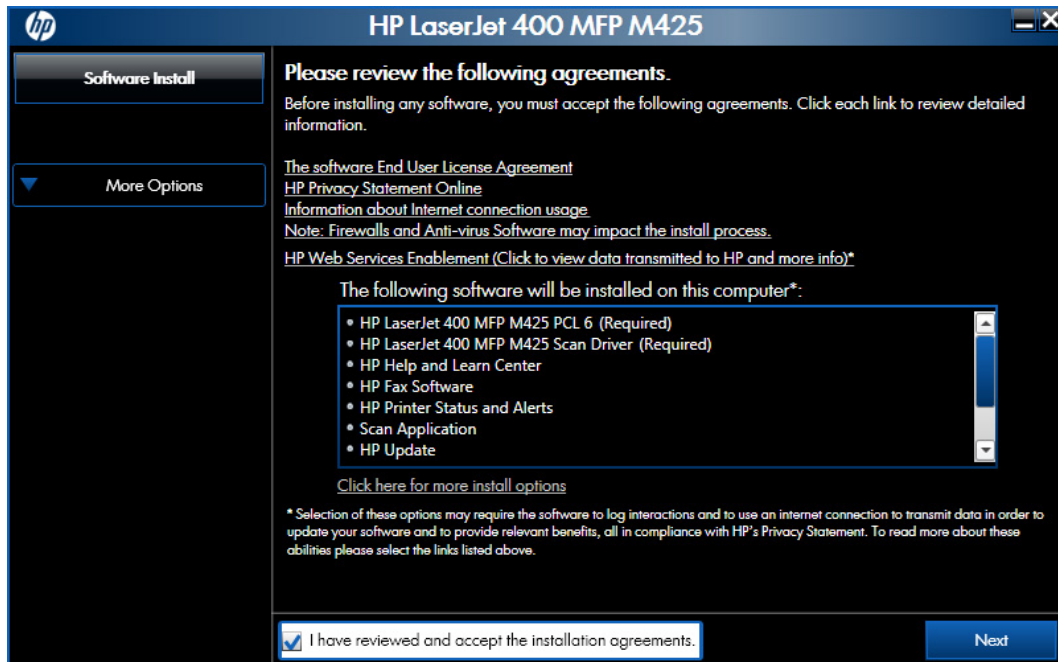 hp
HP LaserJet 400 MFP M425
Software Install
More Options
Please review the following agreements.
Before installing any software, you must accept the following agreements. Click each link to review detailed
information.
The software End User License Agreement
HP Privacy Statement Online
Information about Internet connection usage
Note: Firewalls and Anti-virus Software may impact the install process.
HP Web Services Enablement (Click to view data transmitted to HP and more info)*
The following software will be installed on this computer*:
• HP LaserJet 400 MFP M425 PCL 6 (Required)
• HP LaserJet 400 MFP M425 Scan Driver (Required)
• HP Help and Learn Center
• HP Fax Software
• HP Printer Status and Alerts
• Scan Application
• HP Update
Click here for more install options
* Selection of these options may require the software to log interactions and to use an internet connection to transmit data in order to
update your software and to provide relevant benefits, all in compliance with HP's Privacy Statement. To read more about these
abilities please select the links listed above.
I have reviewed and accept the installation agreements.
Next